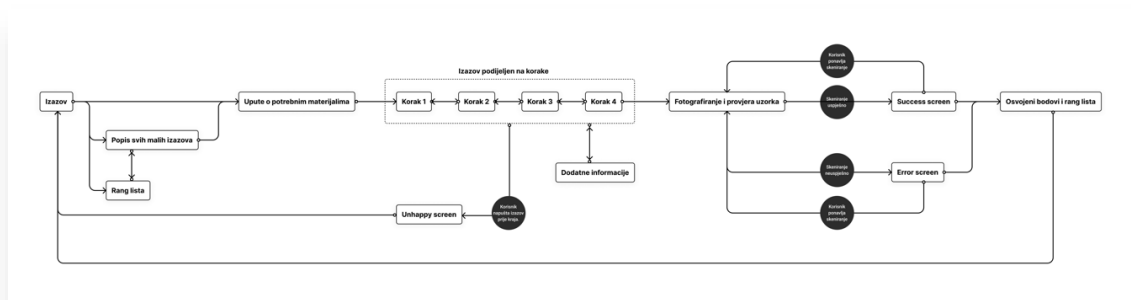 Izazov podijeljen na korake
Izazov
Upute o potrebnim materijalima
Korak 1
Korak 2
Korak 3
Korak 4
Fotografiranje i provjera uzorka
Korisnik
ponavlja
skeniranje
Skeniranje
uspješno
Success screen
Osvojeni bodovi i rang lista
Popis svih malih izazova
Rang lista
Dodatne informacije
Skeniranje
neuspješno
Error screen
Unhappy screen
Korisnik
napušta izazov
prije kraja
Korisnik
ponavlja
skeniranje